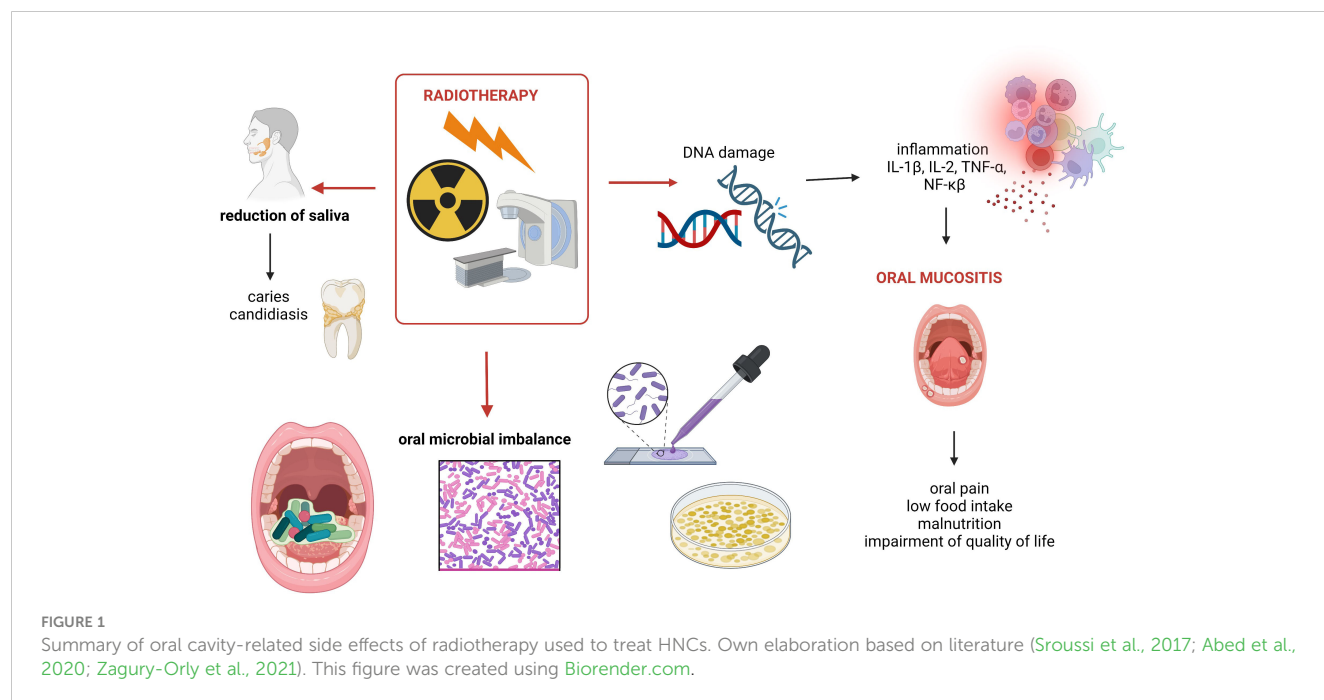 RADIOTHERAPY
reduction of saliva
caries
candidiasis
DNA damage
inflammation
IL-1β, IL-2, TNF-α,
NF-κβ
ORAL MUCOSITIS
oral microbial imbalance
oral pain
low food intake
malnutrition
impairment of quality of life
FIGURE 1
Summary of oral cavity-related side effects of radiotherapy used to treat HNCs. Own elaboration based on literature (Sroussi et al., 2017; Abed et al.,
2020; Zagury-Orly et al., 2021). This figure was created using Biorender.com.